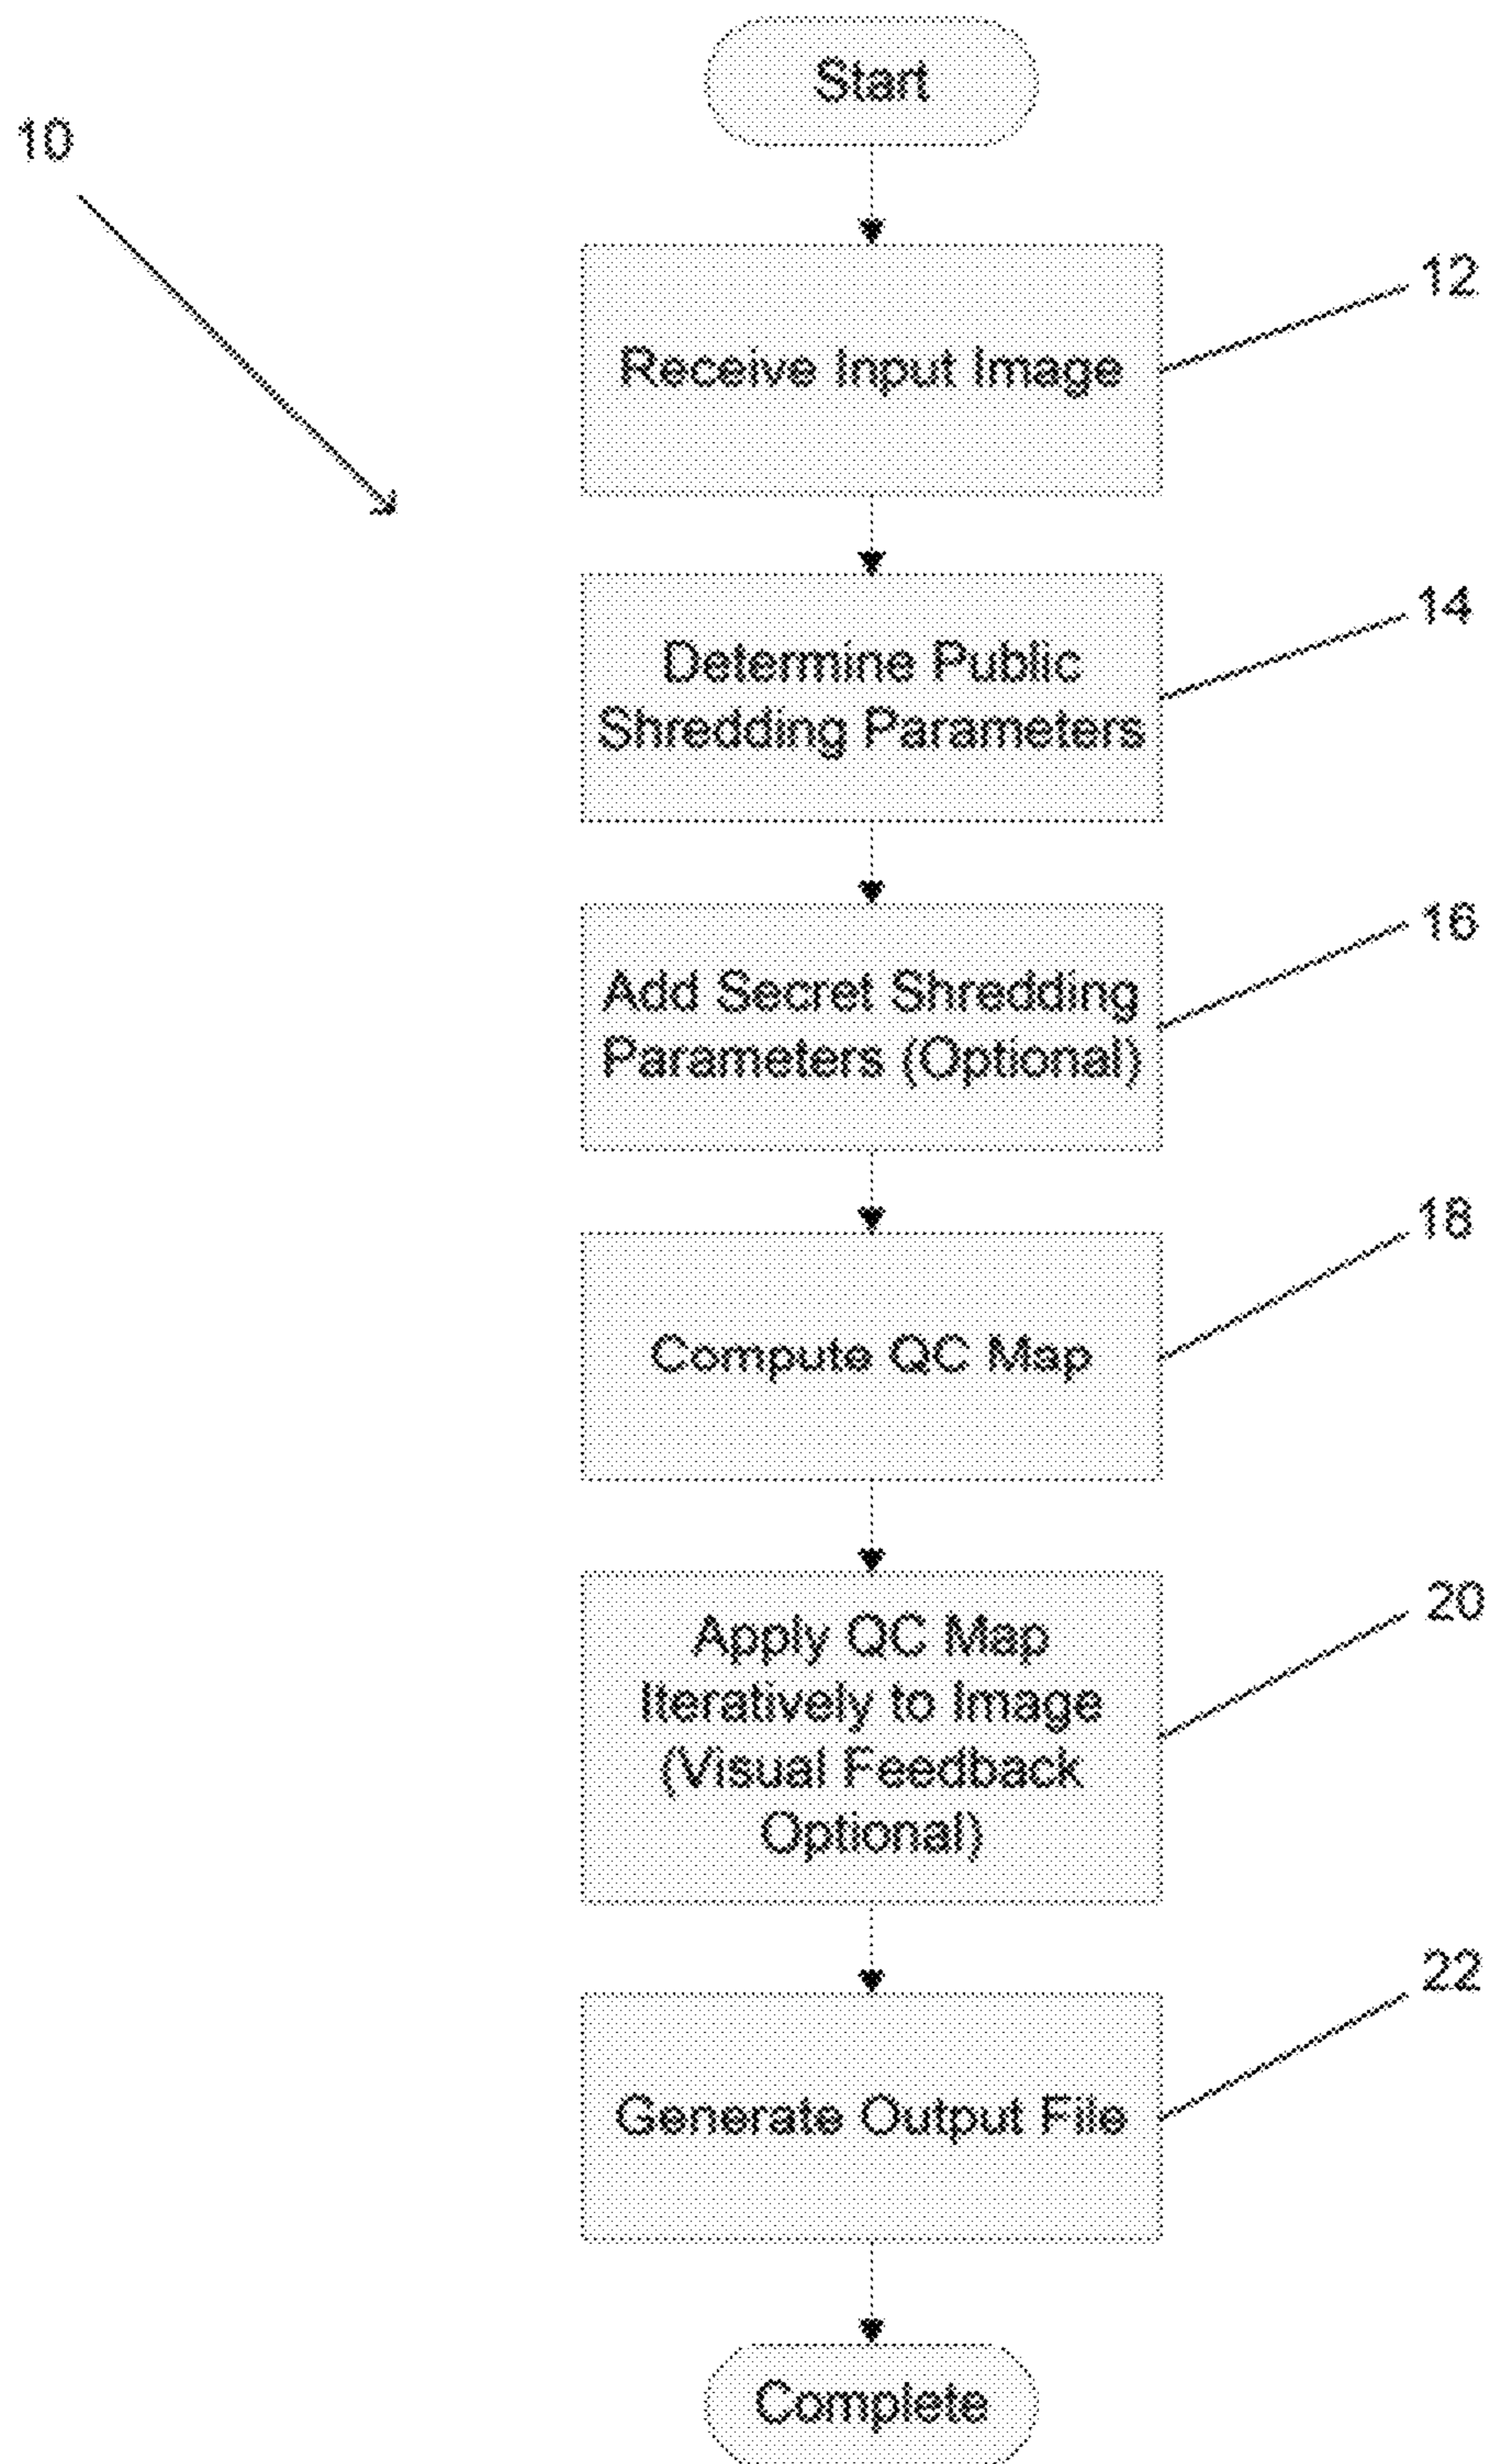 Start
10
12
Receive Input Image
14
Determine Public
Shredding Parameters
16
Add Secret Shredding
Parameters (Optional)
18
Compute QC Map
20
Apply QC Map
Iteratively to Image
(Visual Feedback
Optional)
22
Generate Output File
Complete